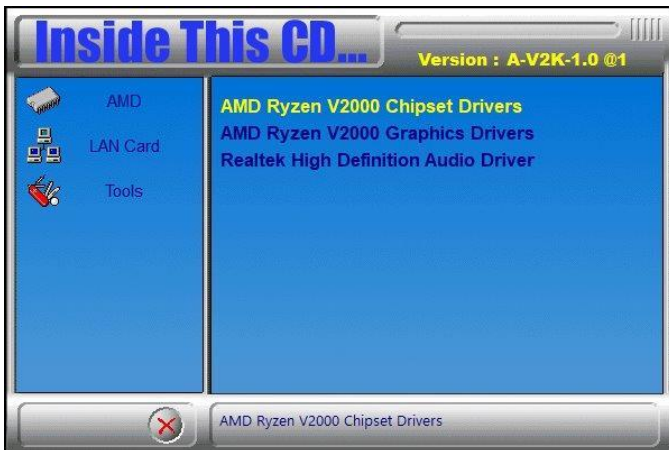 Inside This CD...
Version : A-V2K-1.0 @1
AMD
LAN Card
Tools
AMD Ryzen V2000 Chipset Drivers
AMD Ryzen V2000 Graphics Drivers
Realtek High Definition Audio Driver
AMD Ryzen V2000 Chipset Drivers